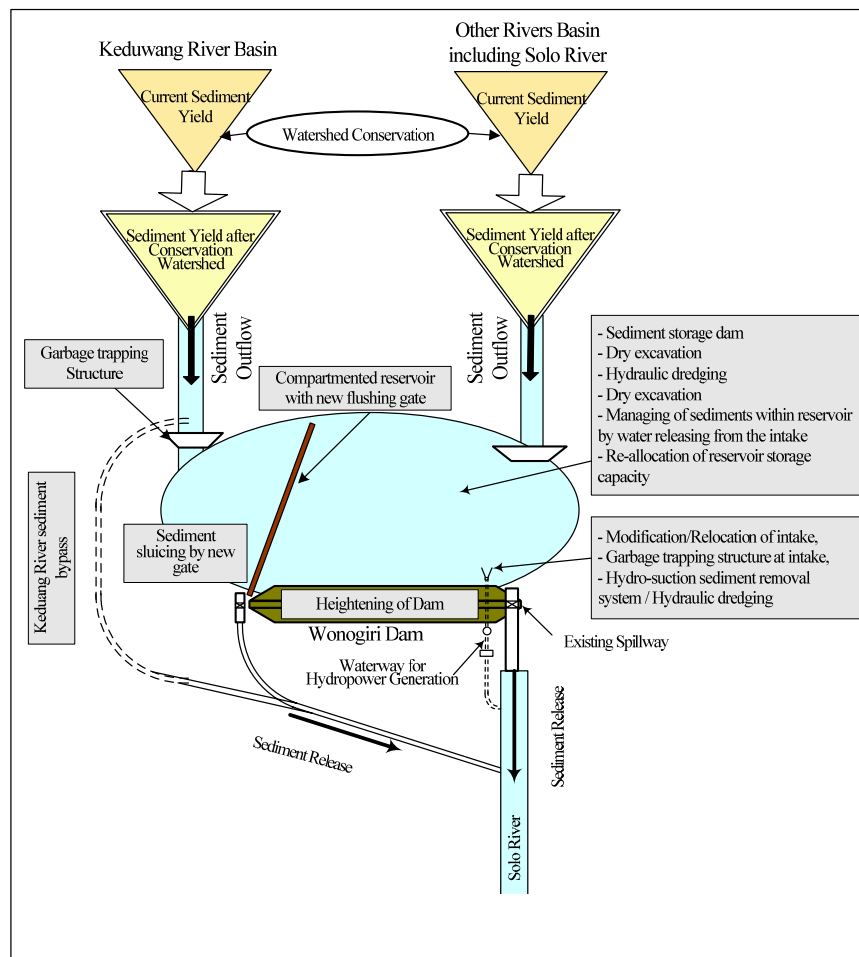 Keduwang River Basin
Other Rivers Basin
including Solo River
Current Sediment
Yield
Current Sediment
Yield
Watershed Conservation
Sediment Yield after
Conservation
Watershed
Sediment Yield after
Conservation
Watershed
Sediment
Outflow
Sediment
Outflow
Garbage trapping
Structure
Compartmented reservoir
with new flushing gate
- Sediment storage dam
- Dry excavation
- Hydraulic dredging
- Dry excavation
- Managing of sediments within reservoir
by water releasing from the intake
- Re-allocation of reservoir storage
capacity
Keduang River sediment
bypass
Sediment
sluicing by new
gate
- Modification/Relocation of intake,
- Garbage trapping structure at intake,
- Hydro-suction sediment removal
system / Hydraulic dredging
Heightening of Dam
Wonogiri Dam
Existing Spillway
Waterway for
Hydropower Generation
Sediment Release
Sediment Release
Solo River